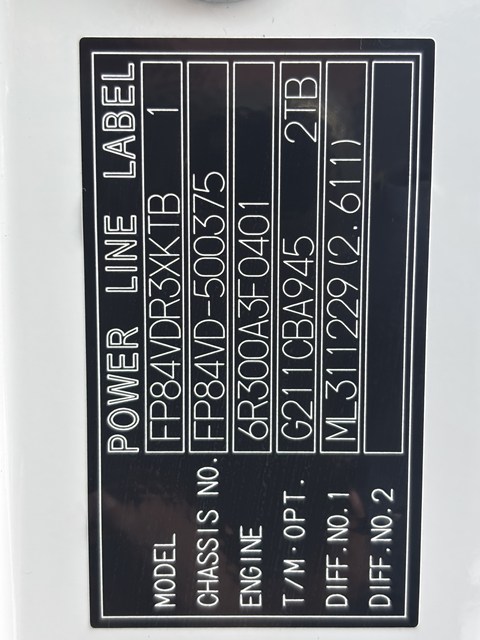 POWER LINE LABEL
MODEL FP84VDR3XKTB 1
CHASSIS NO. FP84VD-500375
ENGINE 6R300A3F0401
T/M·OPT. G211CBA945 2TB
DIFF.NO.1 ML311229(2.611)
DIFF.NO.2